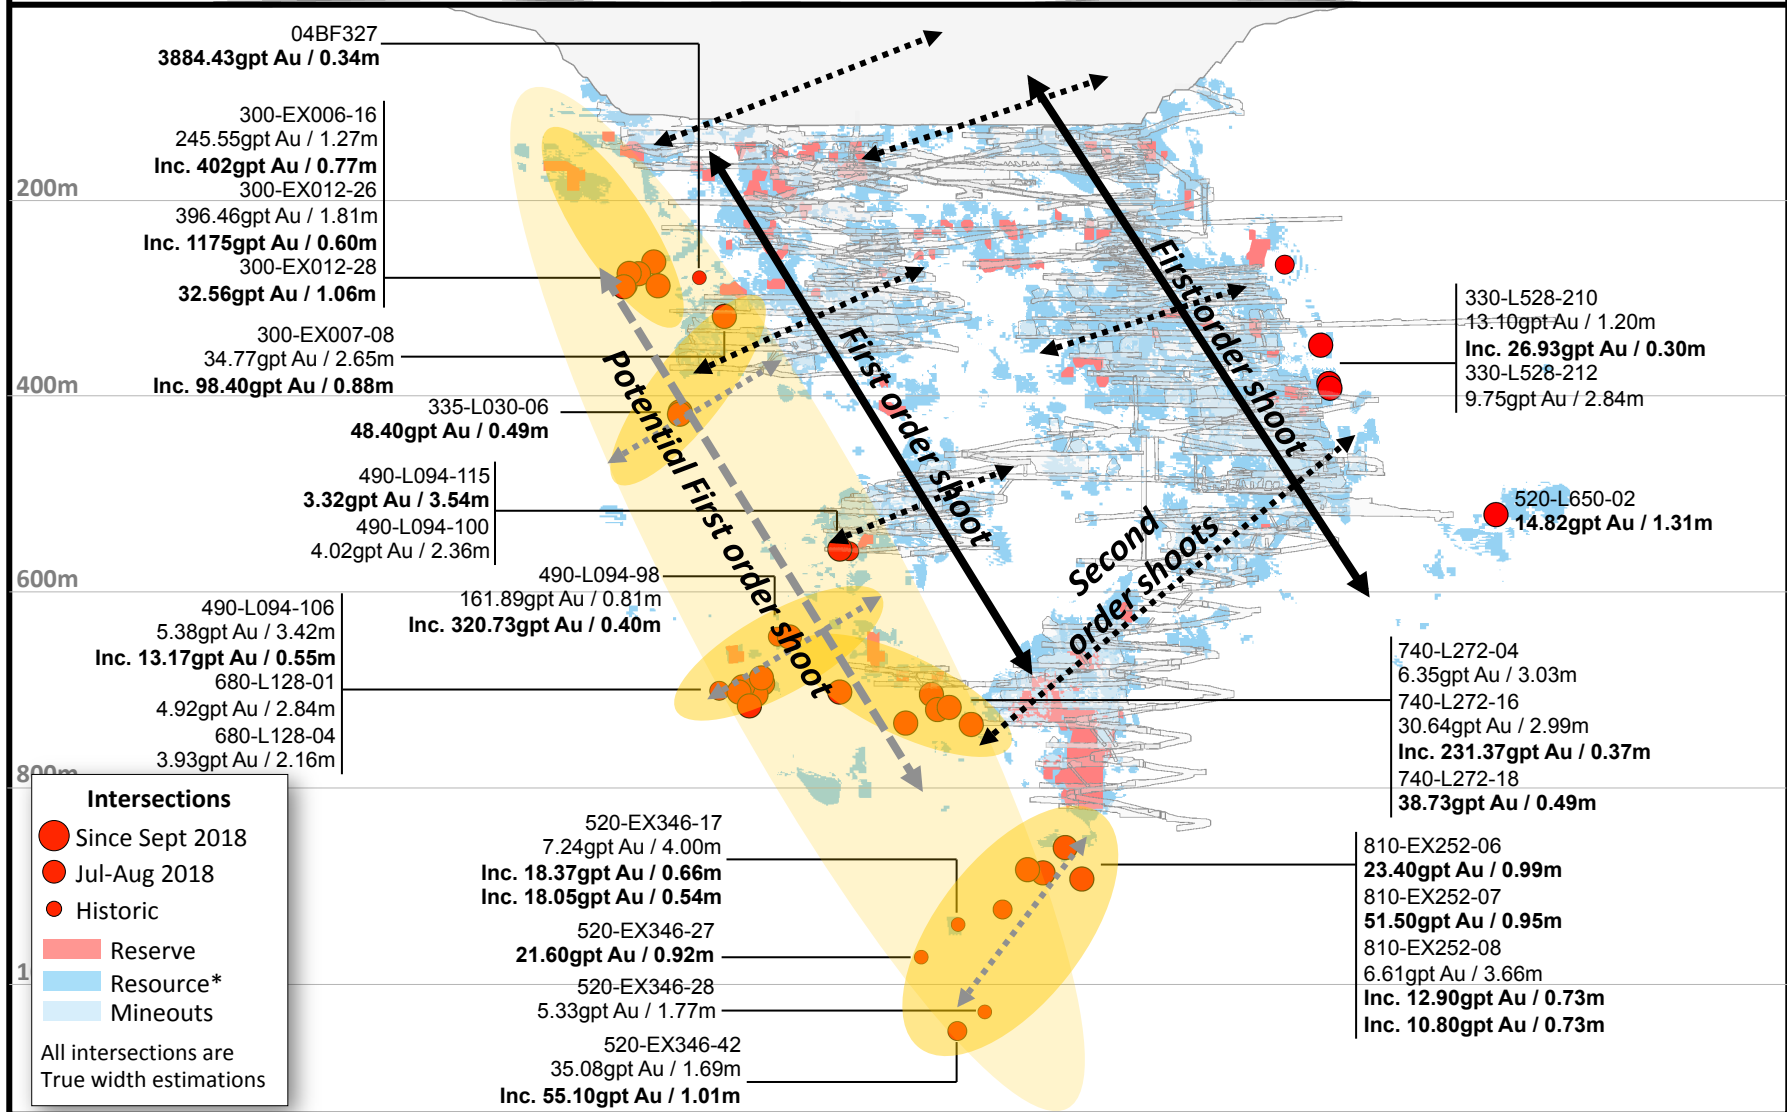 04BF327
3884.43gpt Au / 0.34m
300-EX006-16
245.55gpt Au / 1.27m
Inc. 402gpt Au / 0.77m
300-EX012-26
396.46gpt Au / 1.81m
Inc. 1175gpt Au / 0.60m
300-EX012-28
32.56gpt Au / 1.06m
300-EX007-08
34.77gpt Au / 2.65m
Inc. 98.40gpt Au / 0.88m
335-L030-06
48.40gpt Au / 0.49m
490-L094-115
3.32gpt Au / 3.54m
490-L094-100
4.02gpt Au / 2.36m
490-L094-98
161.89gpt Au / 0.81m
Inc. 320.73gpt Au / 0.40m
490-L094-106
5.38gpt Au / 3.42m
Inc. 13.17gpt Au / 0.55m
680-L128-01
4.92gpt Au / 2.84m
680-L128-04
3.93gpt Au / 2.16m
200m
400m
600m
800m
Potential First order shoot
First order shoot
First order shoot
Second
order shoots
330-L528-210
13.10gpt Au / 1.20m
Inc. 26.93gpt Au / 0.30m
330-L528-212
9.75gpt Au / 2.84m
520-L650-02
14.82gpt Au / 1.31m
740-L272-04
6.35gpt Au / 3.03m
740-L272-16
30.64gpt Au / 2.99m
Inc. 231.37gpt Au / 0.37m
740-L272-18
38.73gpt Au / 0.49m
810-EX252-06
23.40gpt Au / 0.99m
810-EX252-07
51.50gpt Au / 0.95m
810-EX252-08
6.61gpt Au / 3.66m
Inc. 12.90gpt Au / 0.73m
Inc. 10.80gpt Au / 0.73m
520-EX346-17
7.24gpt Au / 4.00m
Inc. 18.37gpt Au / 0.66m
Inc. 18.05gpt Au / 0.54m
520-EX346-27
21.60gpt Au / 0.92m
520-EX346-28
5.33gpt Au / 1.77m
520-EX346-42
35.08gpt Au / 1.69m
Inc. 55.10gpt Au / 1.01m
Intersections
Since Sept 2018
Jul-Aug 2018
Historic
Reserve
Resource*
Mineouts
All intersections are
True width estimations